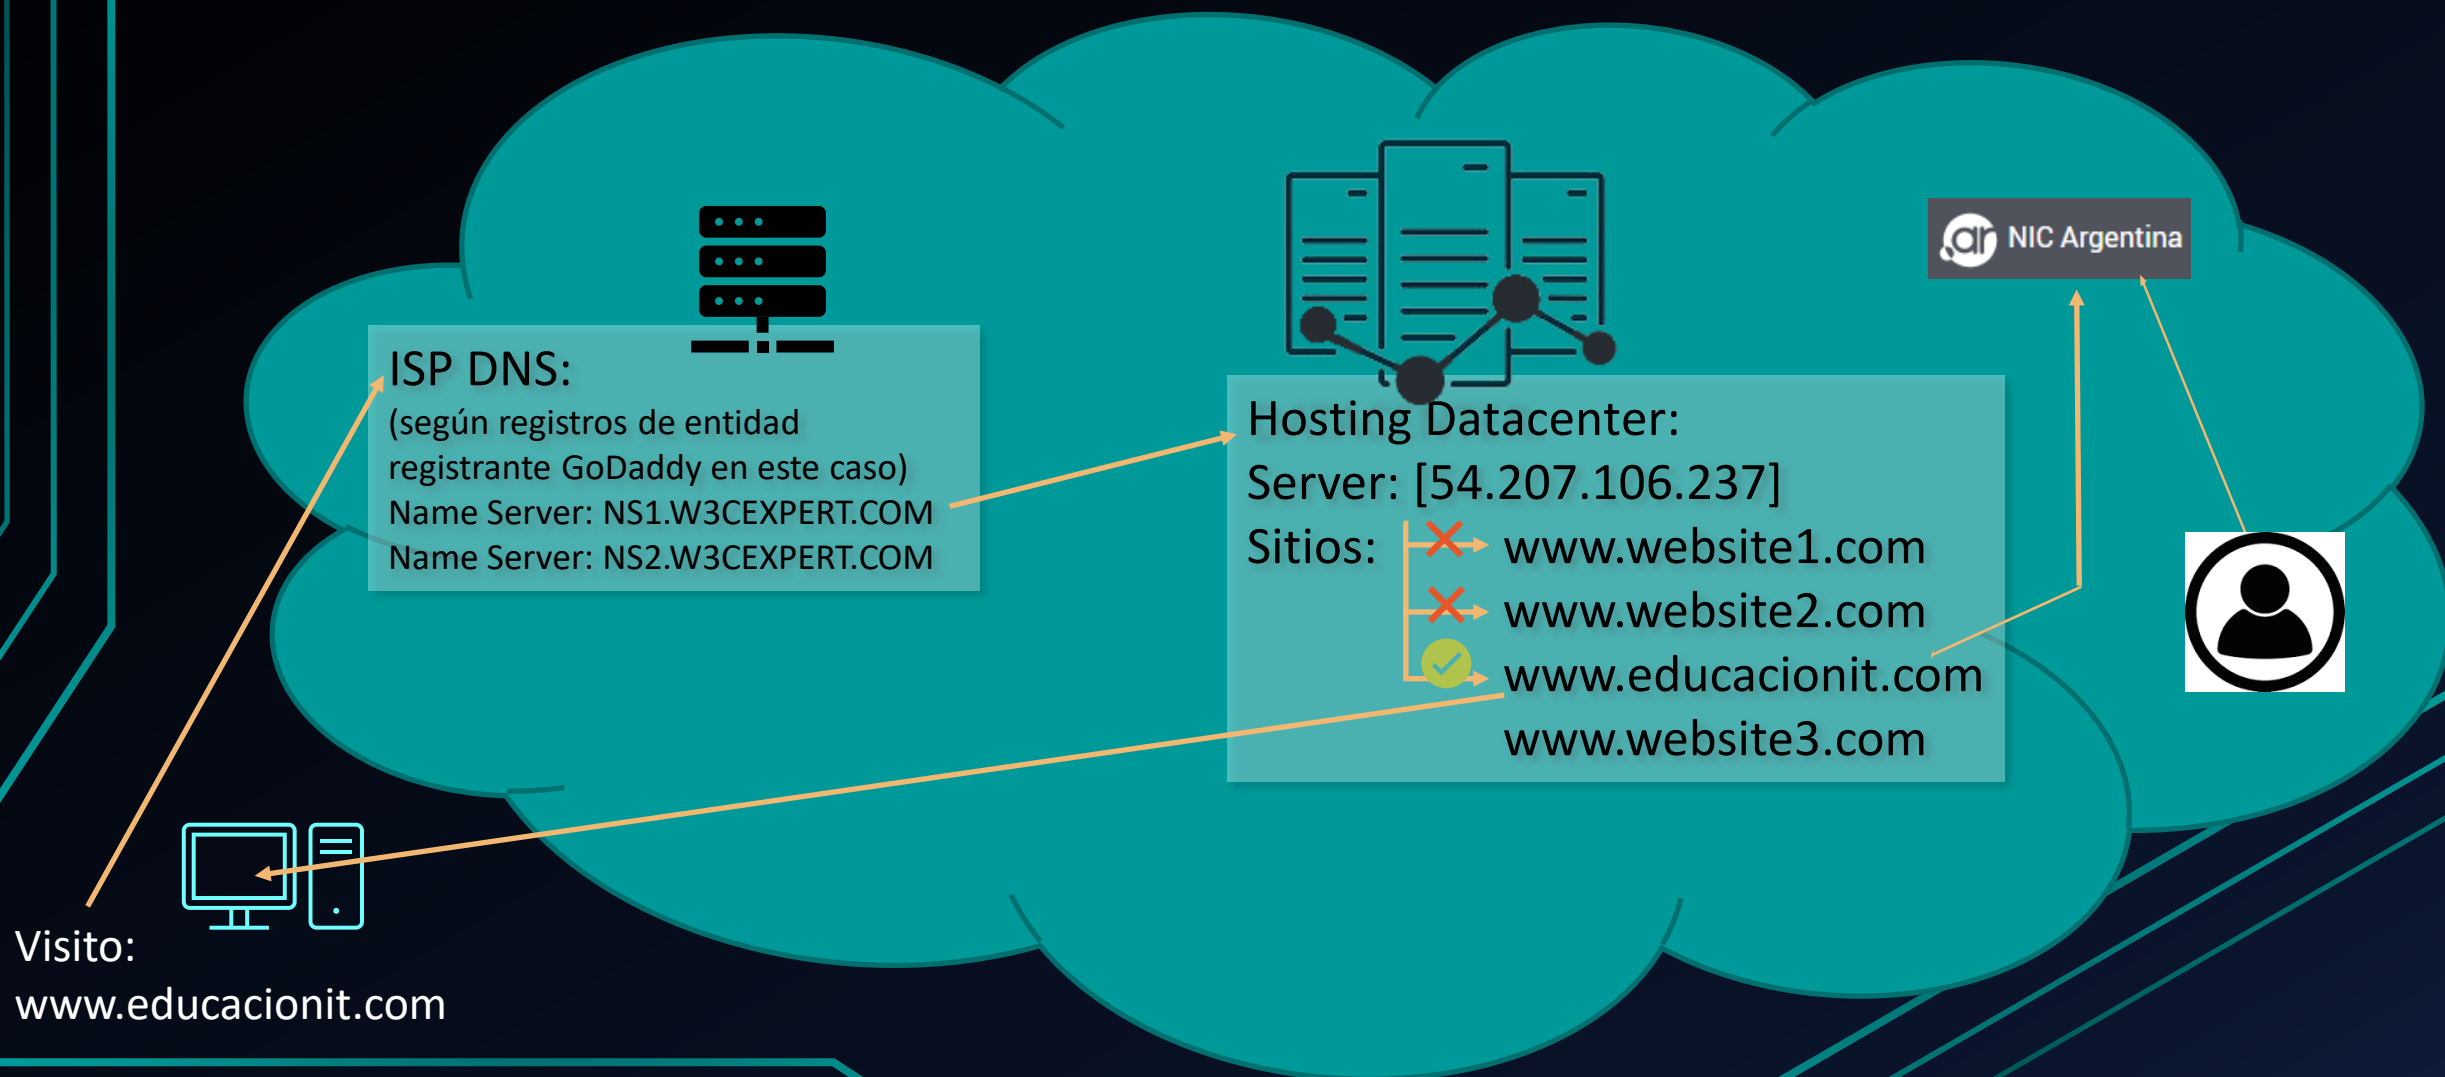 ISP DNS:
(según registros de entidad
registrante GoDaddy en este caso)
Name Server: NS1.W3CEXPERT.COM
Name Server: NS2.W3CEXPERT.COM
Hosting Datacenter:
Server: [54.207.106.237]
Sitios: www.website1.com
www.website2.com
www.educacionit.com
www.website3.com
.ar NIC Argentina
Visito:
www.educacionit.com